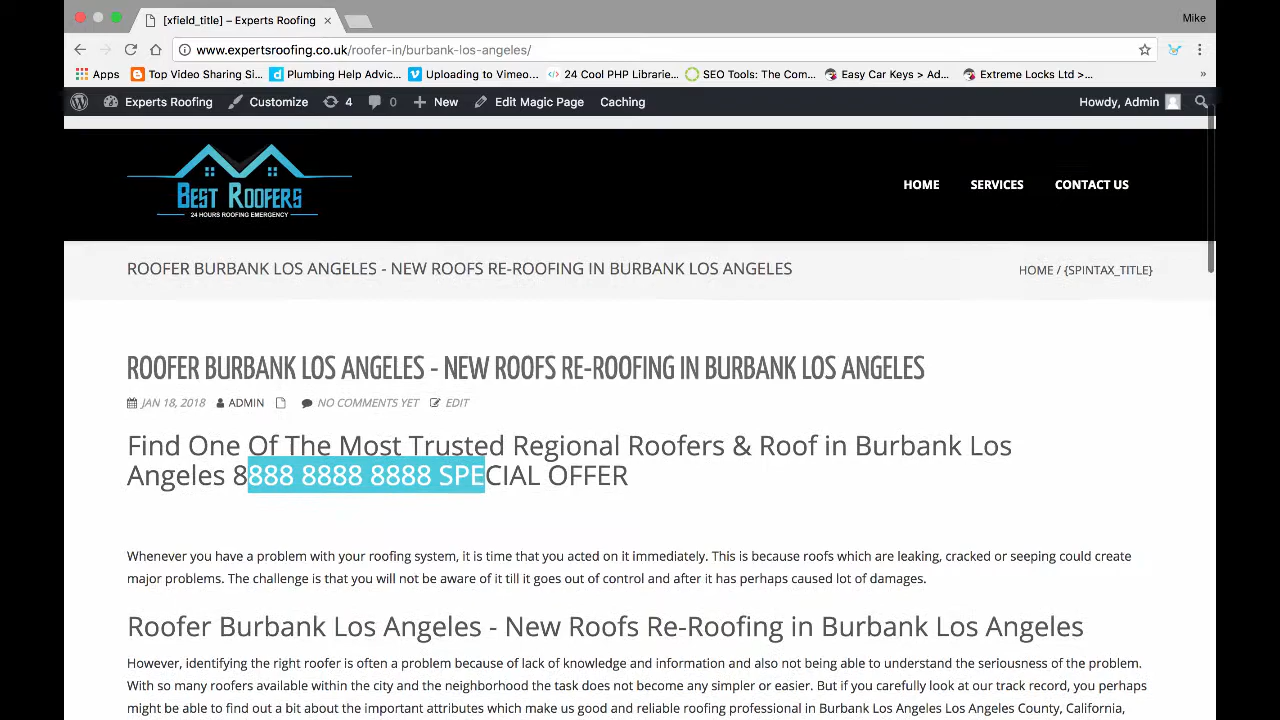 [xfield_title] – Experts Roofing
Mike
www.expertsroofing.co.uk/roofer-in/burbank-los-angeles/
Apps Top Video Sharing Si... Plumbing Help Advic... Uploading to Vimeo... 24 Cool PHP Librarie... SEO Tools: The Com... Easy Car Keys > Ad... Extreme Locks Ltd >... »
Experts Roofing Customize 4 0 New Edit Magic Page Caching Howdy, Admin
BEST ROOFERS
24 HOURS ROOFING EMERGENCY
HOME SERVICES CONTACT US
ROOFER BURBANK LOS ANGELES - NEW ROOFS RE-ROOFING IN BURBANK LOS ANGELES
HOME / {SPINTAX_TITLE}
ROOFER BURBANK LOS ANGELES - NEW ROOFS RE-ROOFING IN BURBANK LOS ANGELES
JAN 18, 2018 ADMIN NO COMMENTS YET EDIT
Find One Of The Most Trusted Regional Roofers & Roof in Burbank Los
Angeles 8888 8888 8888 SPECIAL OFFER
Whenever you have a problem with your roofing system, it is time that you acted on it immediately. This is because roofs which are leaking, cracked or seeping could create
major problems. The challenge is that you will not be aware of it till it goes out of control and after it has perhaps caused lot of damages.
Roofer Burbank Los Angeles - New Roofs Re-Roofing in Burbank Los Angeles
However, identifying the right roofer is often a problem because of lack of knowledge and information and also not being able to understand the seriousness of the problem.
With so many roofers available within the city and the neighborhood the task does not become any simpler or easier. But if you carefully look at our track record, you perhaps
might be able to find out a bit about the important attributes which make us good and reliable roofing professional in Burbank Los Angeles Los Angeles County, California,